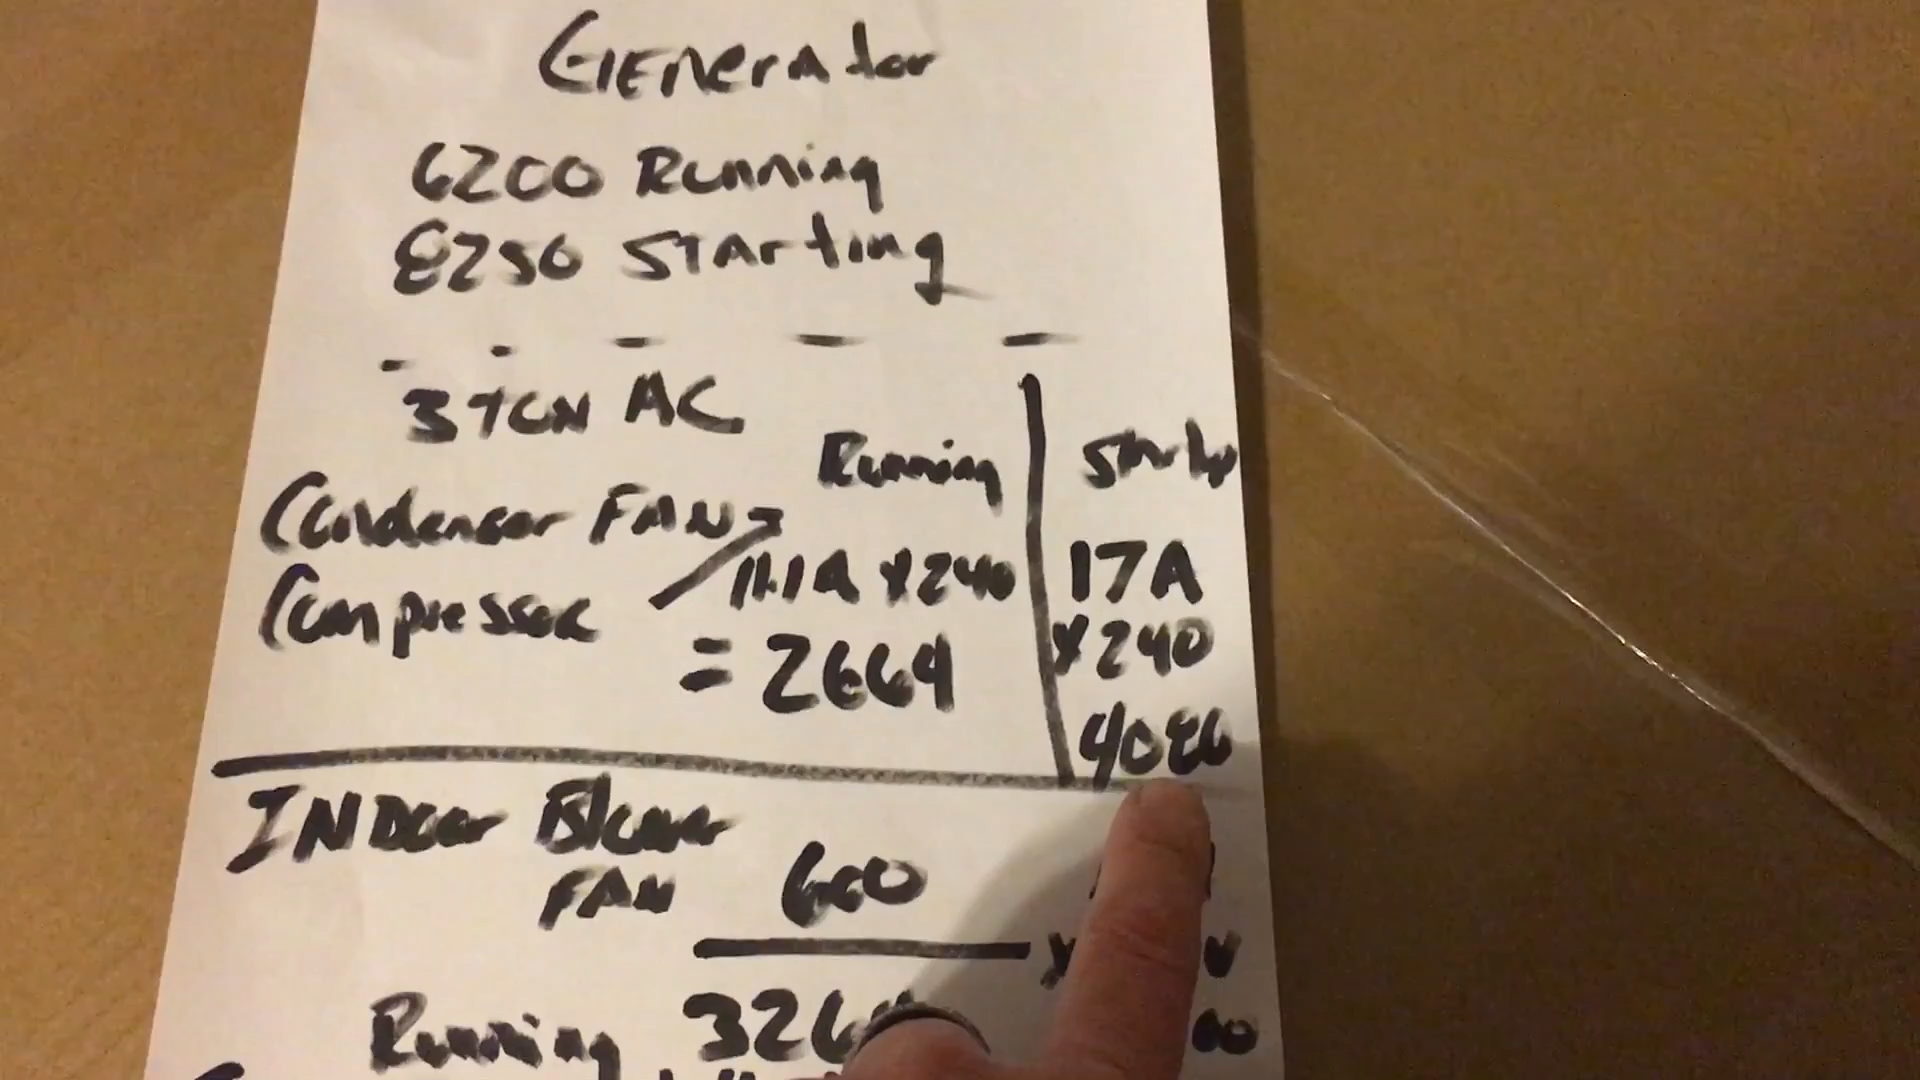 Generator
6200 Running
8250 Starting
3 TON AC
Running
Startup
Condensor FAN
11.1A x 240
17A
Compressor
x 240
= 2664
4080
INDoor Blower
FAN
600
Running